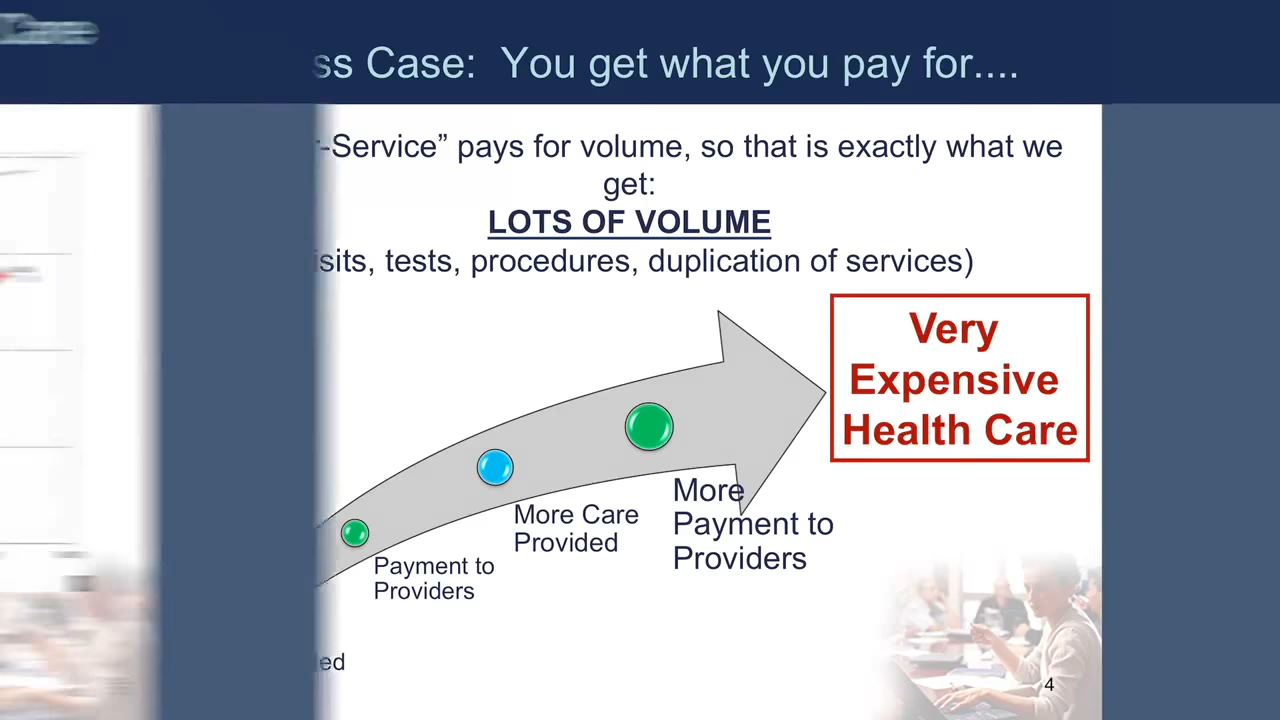 Case
ss Case:  You get what you pay for....
-Service” pays for volume, so that is exactly what we
get:
LOTS OF VOLUME
isits, tests, procedures, duplication of services)
Very
Expensive
Health Care
More
Payment to
Providers
More Care
Provided
Payment to
Providers
ed
4